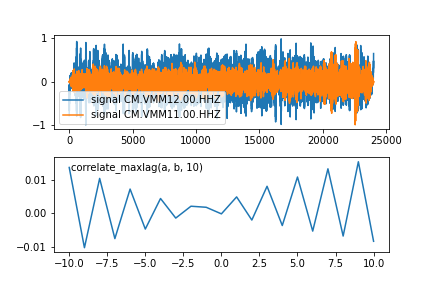 1
0
−1
signal CM.VMM12.00.HHZ
signal CM.VMM11.00.HHZ
0 5000 10000 15000 20000 25000
correlate_maxlag(a, b, 10)
0.01
0.00
−0.01
−10.0 −7.5 −5.0 −2.5 0.0 2.5 5.0 7.5 10.0